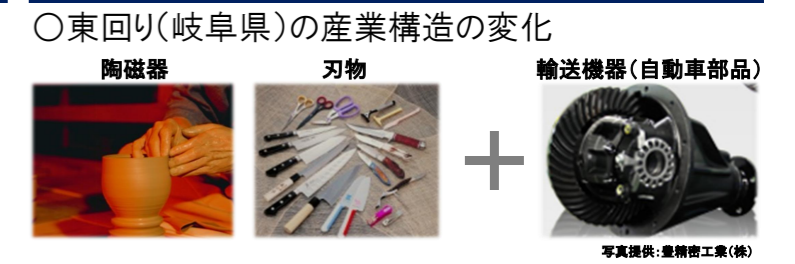 ○東回り(岐阜県)の産業構造の変化
陶磁器
刃物
輸送機器(自動車部品)
+
写真提供:豊精密工業(株)